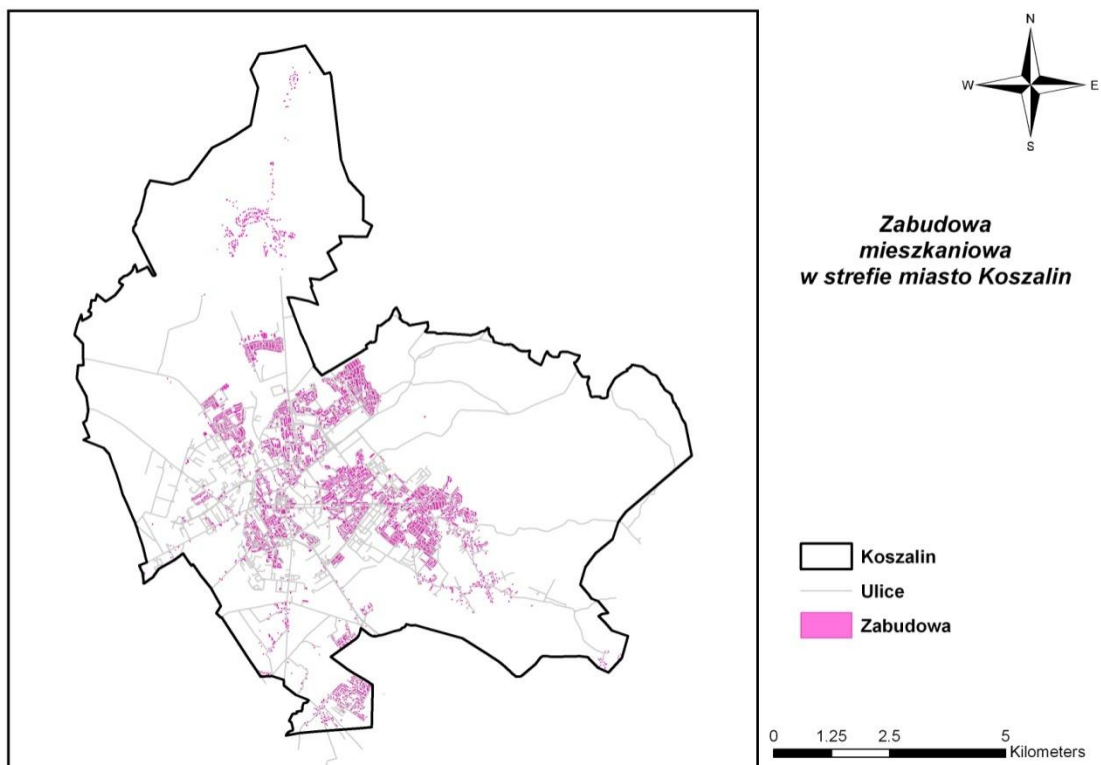 N
W E
S
Zabudowa
mieszkaniowa
w strefie miasto Koszalin
Koszalin
Ulice
Zabudowa
0 1.25 2.5 5
Kilometers